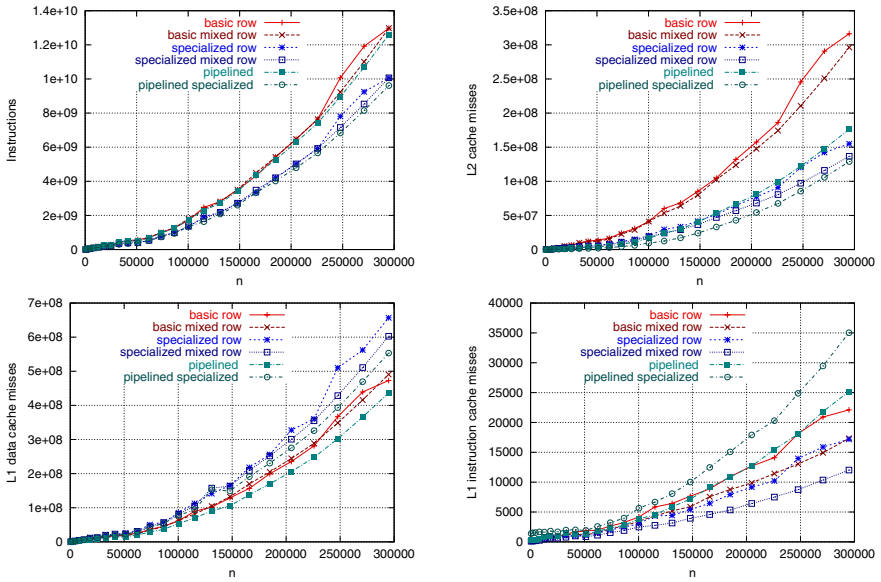 1.4e+10
1.2e+10
1e+10
8e+09
6e+09
4e+09
2e+09
0
Instructions
basic row
basic mixed row
specialized row
specialized mixed row
pipelined
pipelined specialized
0 50000 100000 150000 200000 250000 300000
n
3.5e+08
3e+08
2.5e+08
2e+08
1.5e+08
1e+08
5e+07
0
L2 cache misses
basic row
basic mixed row
specialized row
specialized mixed row
pipelined
pipelined specialized
0 50000 100000 150000 200000 250000 300000
n
7e+08
6e+08
5e+08
4e+08
3e+08
2e+08
1e+08
0
L1 data cache misses
basic row
basic mixed row
specialized row
specialized mixed row
pipelined
pipelined specialized
0 50000 100000 150000 200000 250000 300000
n
40000
35000
30000
25000
20000
15000
10000
5000
0
L1 instruction cache misses
basic row
basic mixed row
specialized row
specialized mixed row
pipelined
pipelined specialized
0 50000 100000 150000 200000 250000 300000
n